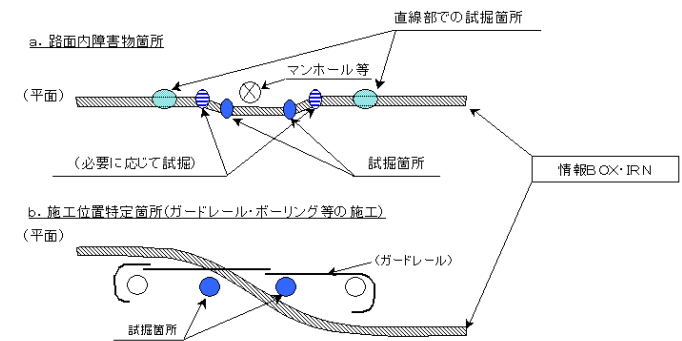 直線部での試掘箇所
a．路面内障害物箇所
マンホール等
（平面）
（必要に応じて試掘）
試掘箇所
情報BOX・IRN
b．施工位置特定箇所(ガードレール・ボーリング等の施工)
（平面）
（ガードレール）
試掘箇所